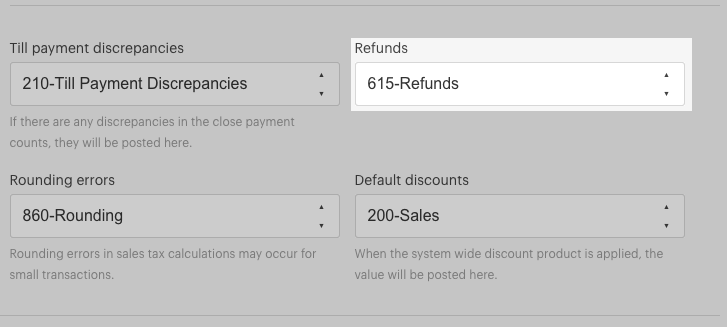 Till payment discrepancies
210-Till Payment Discrepancies
If there are any discrepancies in the close payment
counts, they will be posted here.
Refunds
615-Refunds
Rounding errors
860-Rounding
Rounding errors in sales tax calculations may occur for
small transactions.
Default discounts
200-Sales
When the system wide discount product is applied, the
value will be posted here.